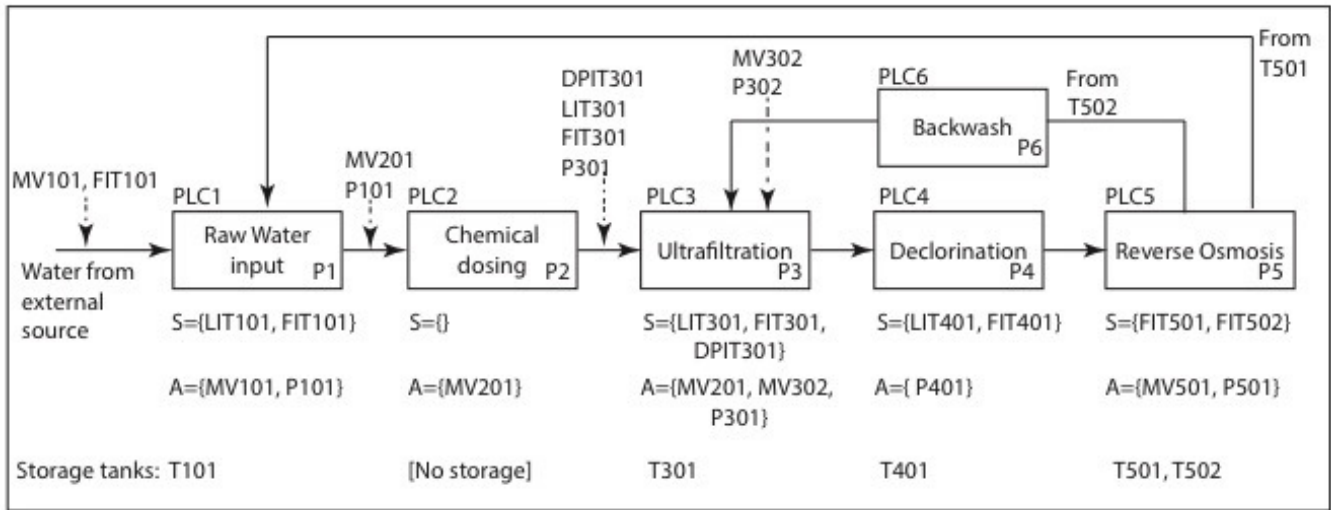 From
T501
MV302
P302
PLC6
From
T502
DPIT301
LIT301
FIT301
P301
Backwash
P6
MV201
P101
MV101, FIT101
PLC1
PLC2
PLC3
PLC4
PLC5
Raw Water
input
P1
Chemical
dosing
P2
Ultrafiltration
P3
Declorination
P4
Reverse Osmosis
P5
Water from
external
source
S={LIT101, FIT101}
S={}
S={LIT301, FIT301,
DPIT301}
S={LIT401, FIT401}
S={FIT501, FIT502}
A={MV101, P101}
A={MV201}
A={MV201, MV302,
P301}
A={ P401}
A={MV501, P501}
Storage tanks: T101
[No storage]
T301
T401
T501, T502